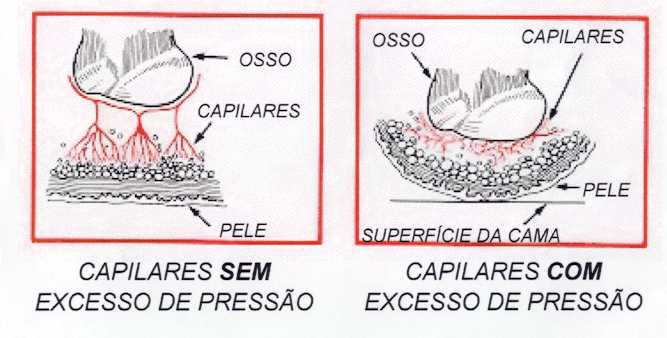 OSSO
CAPILARES
PELE
CAPILARES SEM
EXCESSO DE PRESSÃO
OSSO
CAPILARES
PELE
SUPERFÍCIE DA CAMA
CAPILARES COM
EXCESSO DE PRESSÃO